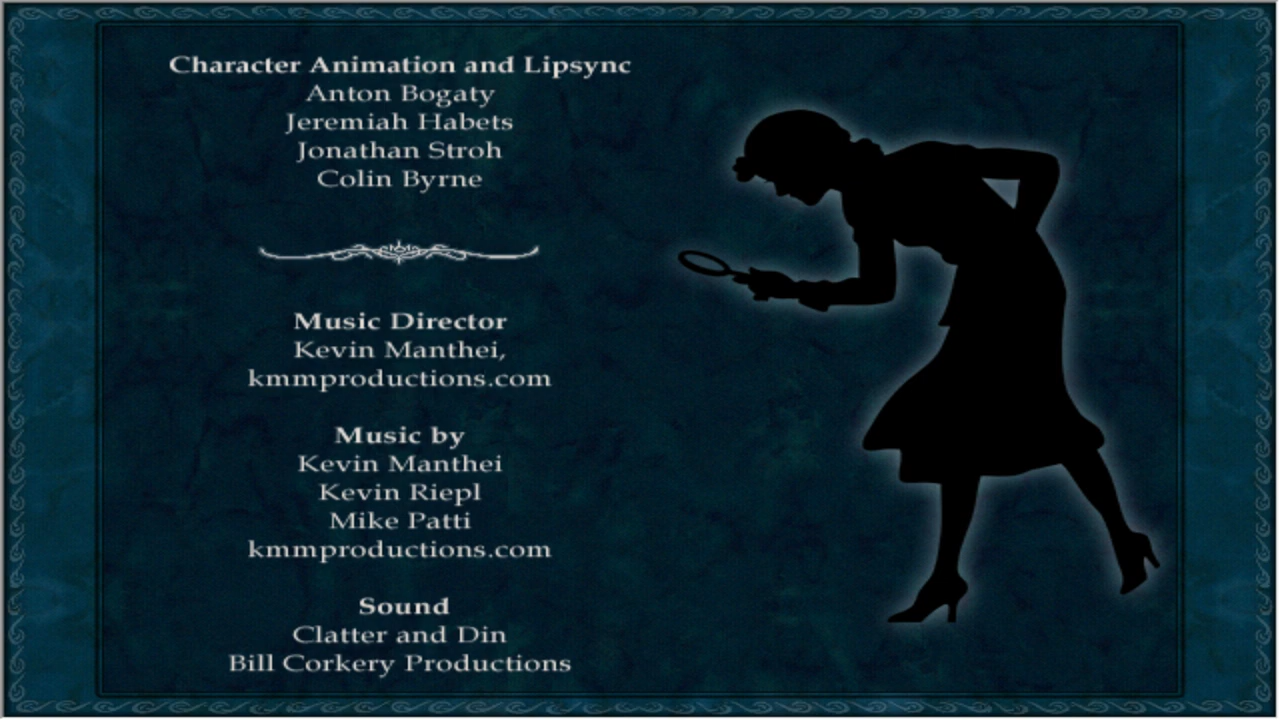 Character Animation and Lipsync
Anton Bogaty
Jeremiah Habets
Jonathan Stroh
Colin Byrne
Music Director
Kevin Manthei,
kmmproductions.com
Music by
Kevin Manthei
Kevin Riepl
Mike Patti
kmmproductions.com
Sound
Clatter and Din
Bill Corkery Productions